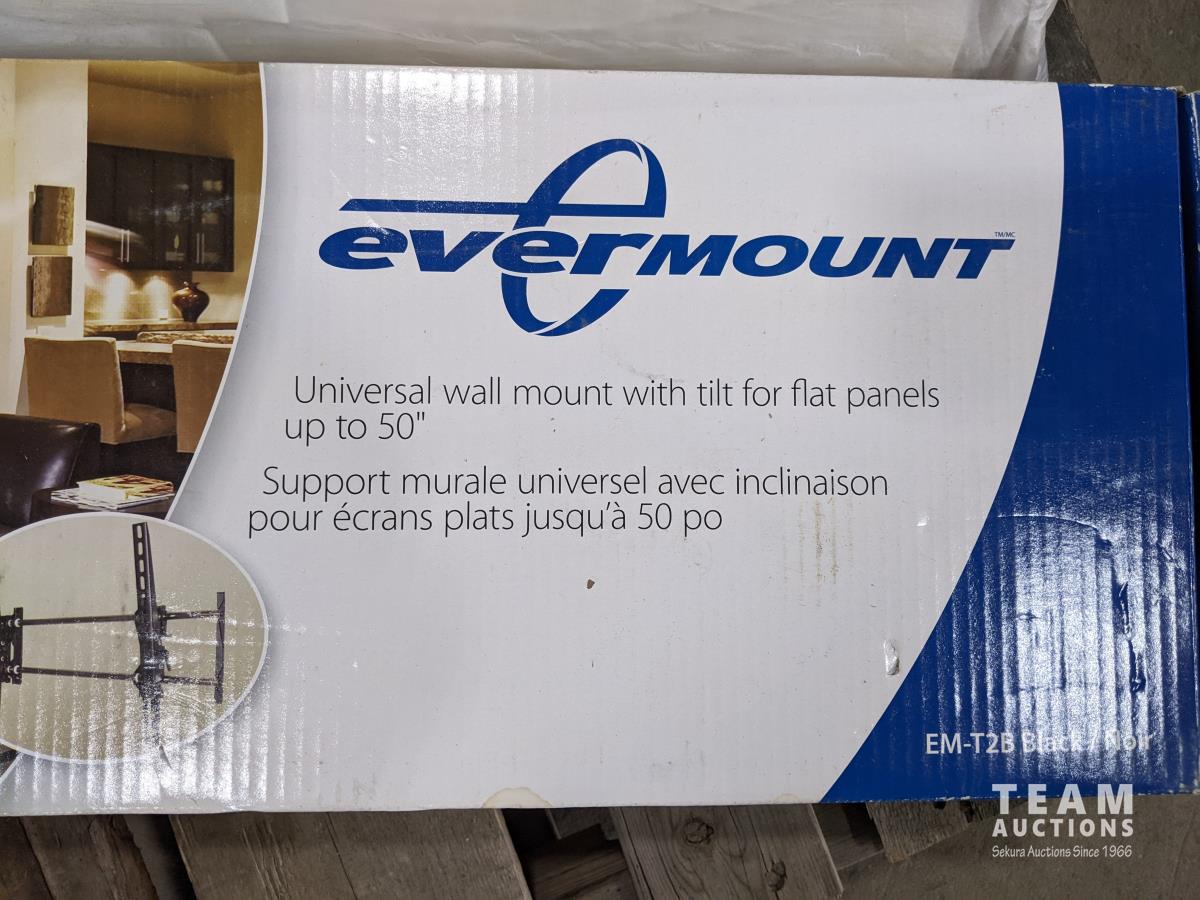 evermount TM/MC
Universal wall mount with tilt for flat panels
up to 50"
Support murale universel avec inclinaison
pour écrans plats jusqu'à 50 po
EM-T2B Black / Noir
TEAM
AUCTIONS
Sekura Auctions Since 1966